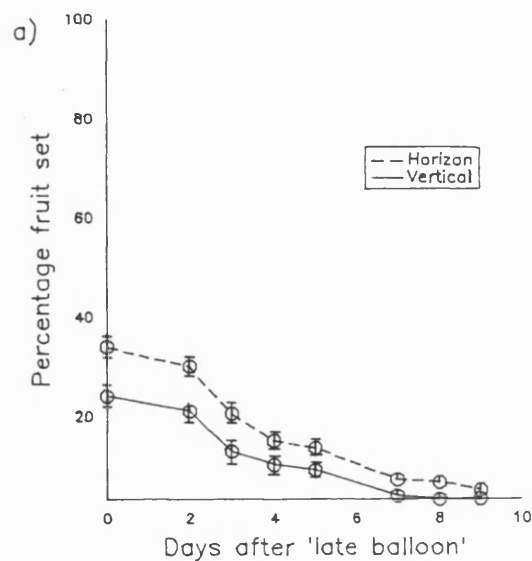 a)
100
80
60
40
20
Percentage fruit set
Horizon
Vertical
0 2 4 6 8 10
Days after 'late balloon'